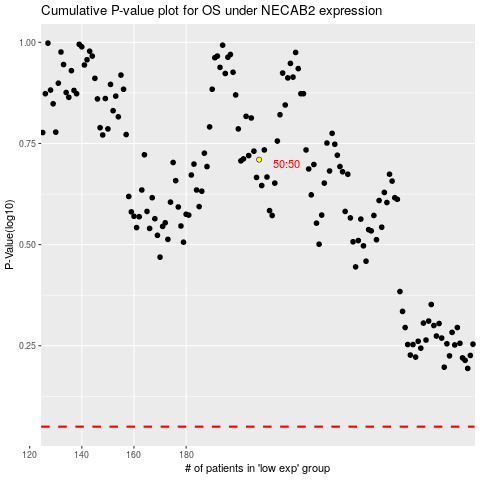 Cumulative P-value plot for OS under NECAB2 expression
1.00
0.75
0.50
0.25
P-Value(log10)
50:50
120 140 160 180
# of patients in 'low exp' group